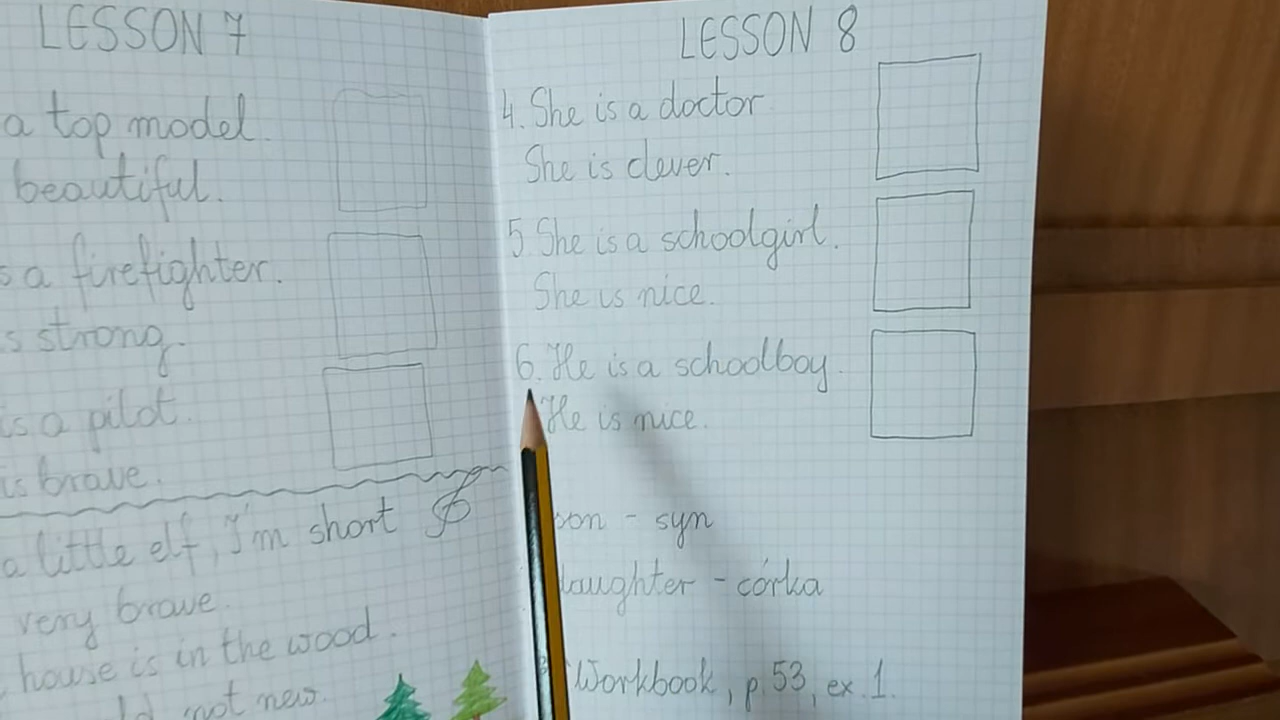 LESSON 7
a top model.
beautiful.
s a firefighter.
s strong.
is a pilot.
is brave.
a little elf, I'm short
very brave.
house is in the wood.
not new.
LESSON 8
4. She is a doctor
She is clever.
5. She is a schoolgirl.
She is nice.
6. He is a schoolboy.
He is nice.
son - syn
daughter - córka
Workbook, p. 53, ex. 1.